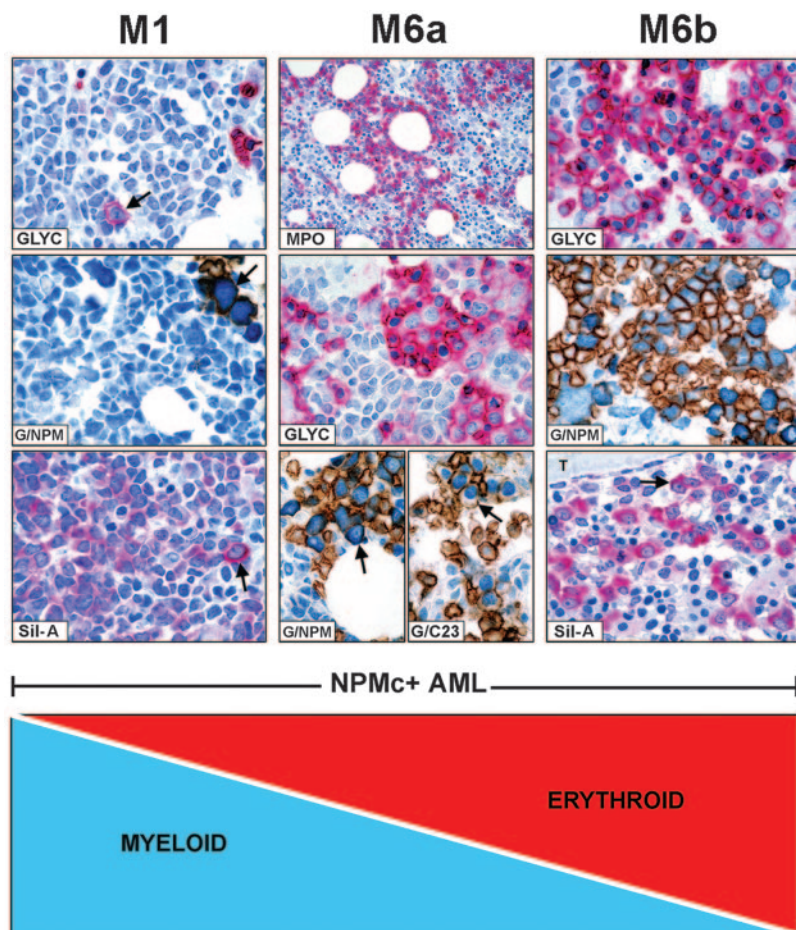 M1 M6a M6b
GLYC MPO GLYC
G/NPM GLYC G/NPM
T
Sil-A G/NPM G/C23 Sil-A
NPMc+ AML
ERYTHROID
MYELOID